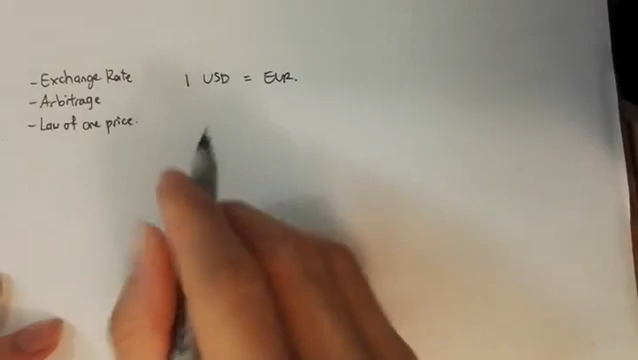 - Exchange Rate
- Arbitrage
- Law of one price.
1 USD = EUR.